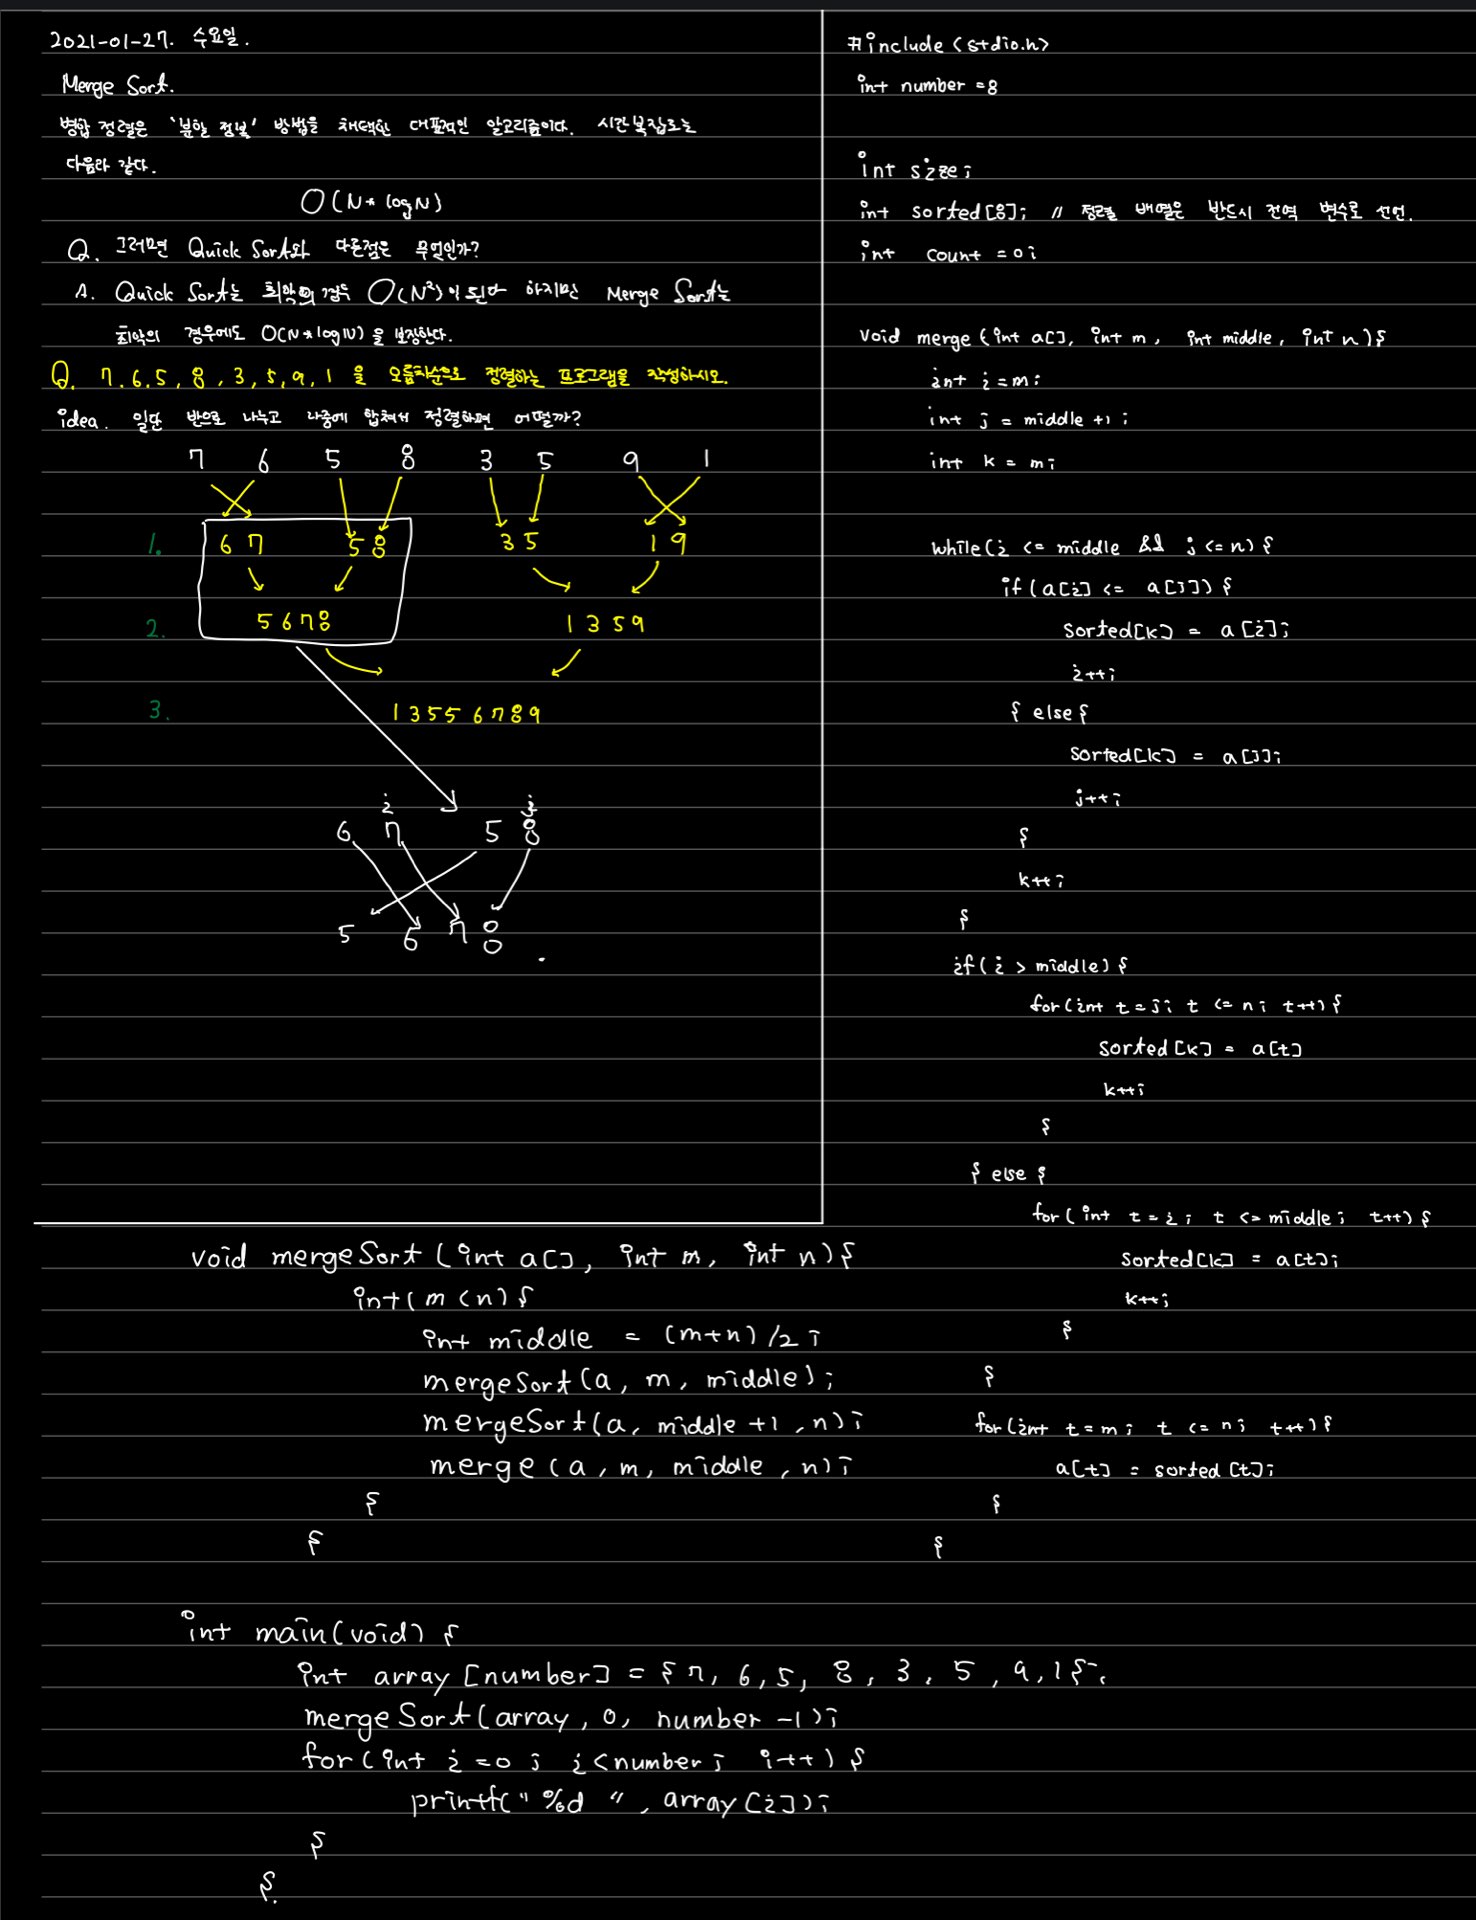 2021-01-27. 수요일.
Merge Sort.
병합 정렬은 '분할 정복' 방법을 채택한 대표적인 알고리즘이다. 시간복잡도는
다음과 같다.
O(N * logN)
Q. 그러면 Quick Sort와 다른점은 무엇인가?
A. Quick Sort는 최악의 경우 O(N²)이 된다 하지만 Merge Sort는
최악의 경우에도 O(N * logN)을 보장한다.
Q. 7, 6, 5, 8, 3, 5, 9, 1 을 오름차순으로 정렬하는 프로그램을 작성하시오.
idea. 일단 반으로 나누고 나중에 합쳐서 정렬하면 어떨까?
7 6 5 8 3 5 9 1
1. 6 7 5 8 3 5 1 9
2. 5 6 7 8 1 3 5 9
3. 1 3 5 5 6 7 8 9
i j
6 7 5 8
5 6 7 8
#include <stdio.h>
int number = 8
int size;
int sorted[8]; // 정렬 배열은 반드시 전역 변수로 선언.
int count = 0;
void merge (int a[], int m, int middle, int n){
int i = m;
int j = middle +1;
int k = m;
while(i <= middle && j <= n) {
if(a[i] <= a[j]) {
sorted[k] = a[i];
i++;
} else {
sorted[k] = a[j];
j++;
}
k++;
}
if(i > middle) {
for(int t = j; t <= n; t++) {
sorted[k] = a[t]
k++;
}
} else {
for(int t = i; t <= middle; t++) {
sorted[k] = a[t];
k++;
}
}
for(int t = m; t <= n; t++) {
a[t] = sorted[t];
}
}
void mergeSort (int a[], int m, int n) {
int(m < n) {
int middle = (m+n)/2;
mergeSort(a, m, middle);
mergeSort(a, middle +1, n);
merge(a, m, middle, n);
}
}
int main(void) {
int array[number] = {7, 6, 5, 8, 3, 5, 9, 1};
mergeSort(array, 0, number -1);
for(int i = 0; i < number; i++) {
printf("%d ", array[i]);
}
}.